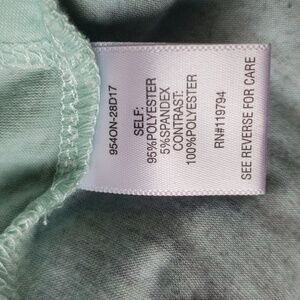 954ON-28D17
SELF:
95%POLYESTER
5%SPANDEX
CONTRAST:
100%POLYESTER
RN#119794
SEE REVERSE FOR CARE